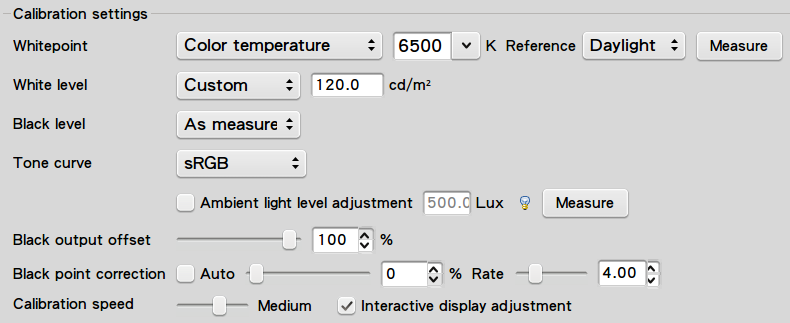 Calibration settings
Whitepoint Color temperature 6500 K Reference Daylight Measure
White level Custom 120.0 cd/m²
Black level As measure
Tone curve sRGB
Ambient light level adjustment 500.0 Lux Measure
Black output offset 100 %
Black point correction Auto 0 % Rate 4.00
Calibration speed Medium Interactive display adjustment